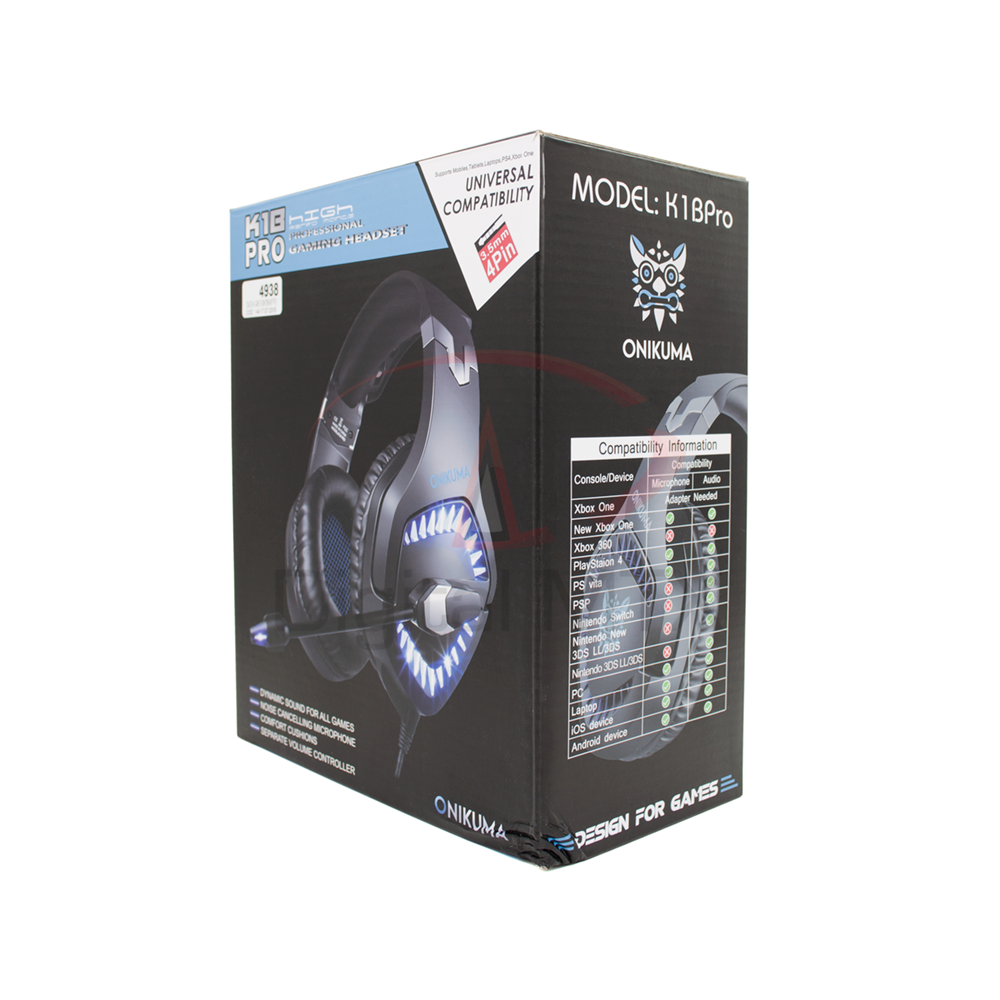 Supports Mobiles,Tablets,Laptops,PS4,Xbox One
UNIVERSAL
COMPATIBILITY
3.5mm
4Pin
K1B
PRO
HIGH
PROFESSIONAL
GAMING HEADSET
4938
ONIKUMA
DYNAMIC SOUND FOR ALL GAMES
NOISE CANCELLING MICROPHONE
COMFORT CUSHIONS
SEPARATE VOLUME CONTROLLER
ONIKUMA
MODEL: K1BPro
ONIKUMA
Compatibility Information
Console/Device
Compatibility
Microphone Audio
Xbox One Adapter Needed
New Xbox One
Xbox 360
PlayStaion 4
PS vita
PSP
Nintendo Switch
Nintendo New
3DS LL/3DS
Nintendo 3DS LL/3DS
PC
Laptop
iOS device
Android device
DESIGN FOR GAMES